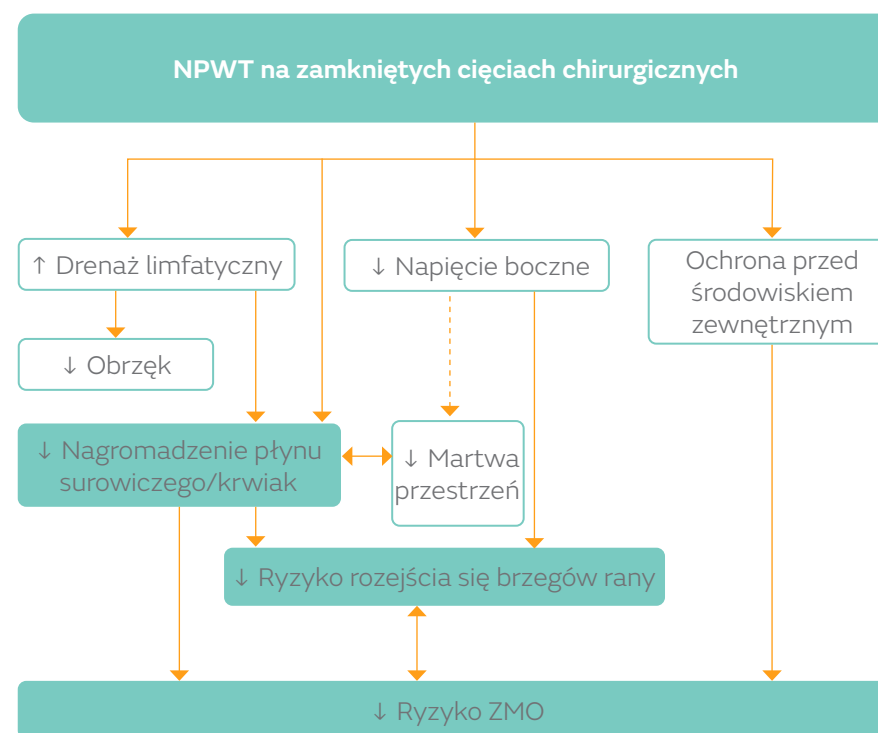 NPWT na zamkniętych cięciach chirurgicznych
↑ Drenaż limfatyczny
↓ Napięcie boczne
Ochrona przed
środowiskiem
zewnętrznym
↓ Obrzęk
↓ Nagromadzenie płynu
surowiczego/krwiak
↓ Martwa
przestrzeń
↓ Ryzyko rozejścia się brzegów rany
↓ Ryzyko ZMO